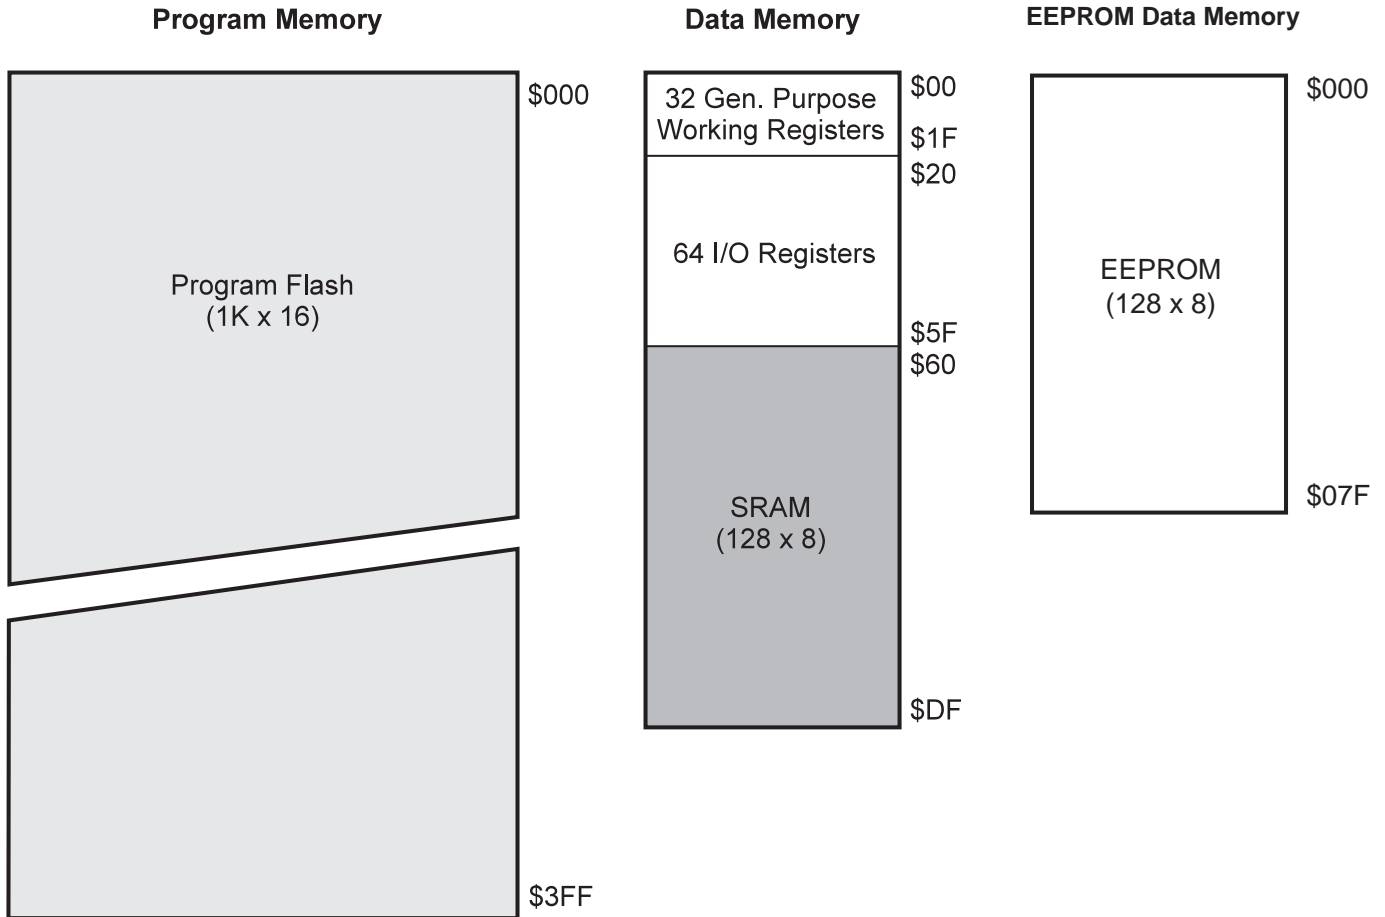 Program Memory
$000
Program Flash
(1K x 16)
$3FF
Data Memory
32 Gen. Purpose
Working Registers
$00
$1F
$20
64 I/O Registers
$5F
$60
SRAM
(128 x 8)
$DF
EEPROM Data Memory
$000
EEPROM
(128 x 8)
$07F